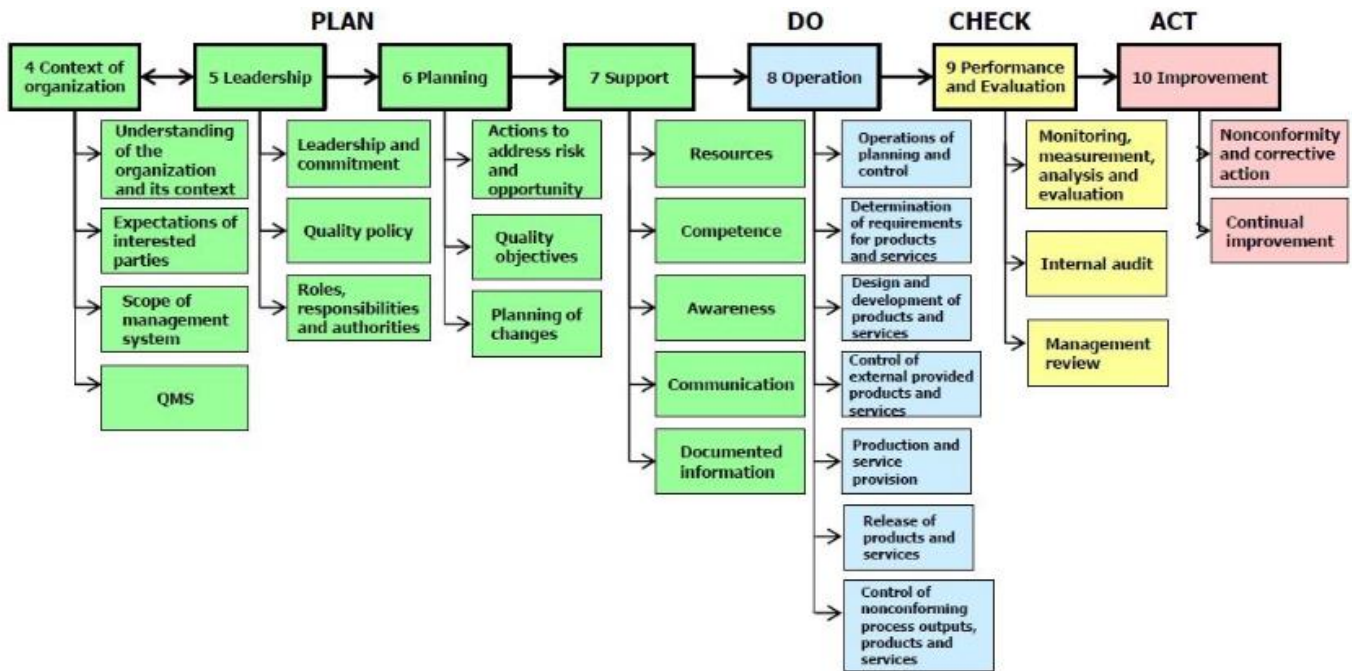 PLAN
DO
CHECK
ACT
4 Context of
organization
5 Leadership
6 Planning
7 Support
8 Operation
9 Performance
and Evaluation
10 Improvement
Understanding
of the
organization
and its context
Expectations of
interested
parties
Scope of
management
system
QMS
Leadership and
commitment
Quality policy
Roles,
responsibilities
and authorities
Actions to
address risk
and
opportunity
Quality
objectives
Planning of
changes
Resources
Competence
Awareness
Communication
Documented
information
Operations of
planning and
control
Determination
of requirements
for products
and services
Design and
development of
products and
services
Control of
external provided
products and
services
Production and
service
provision
Release of
products and
services
Control of
nonconforming
process outputs,
products and
services
Monitoring,
measurement,
analysis and
evaluation
Internal audit
Management
review
Nonconformity
and corrective
action
Continual
improvement